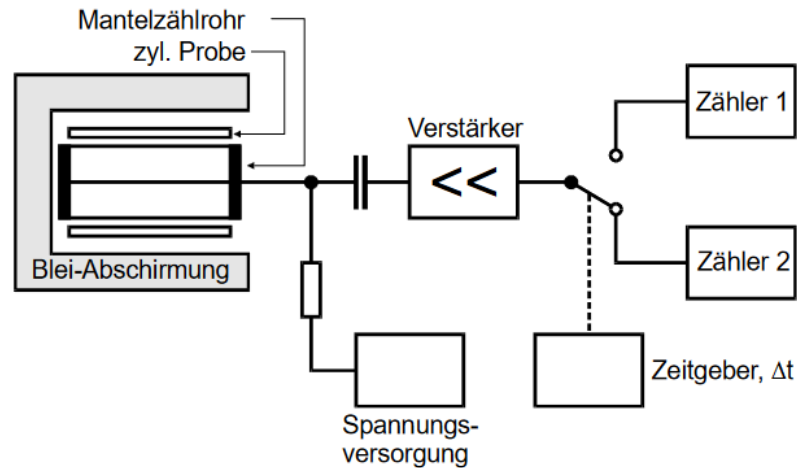 Mantelzählrohr
zyl. Probe
Zähler 1
Verstärker
<<
Blei-Abschirmung
Zähler 2
Zeitgeber, Δt
Spannungs-
versorgung